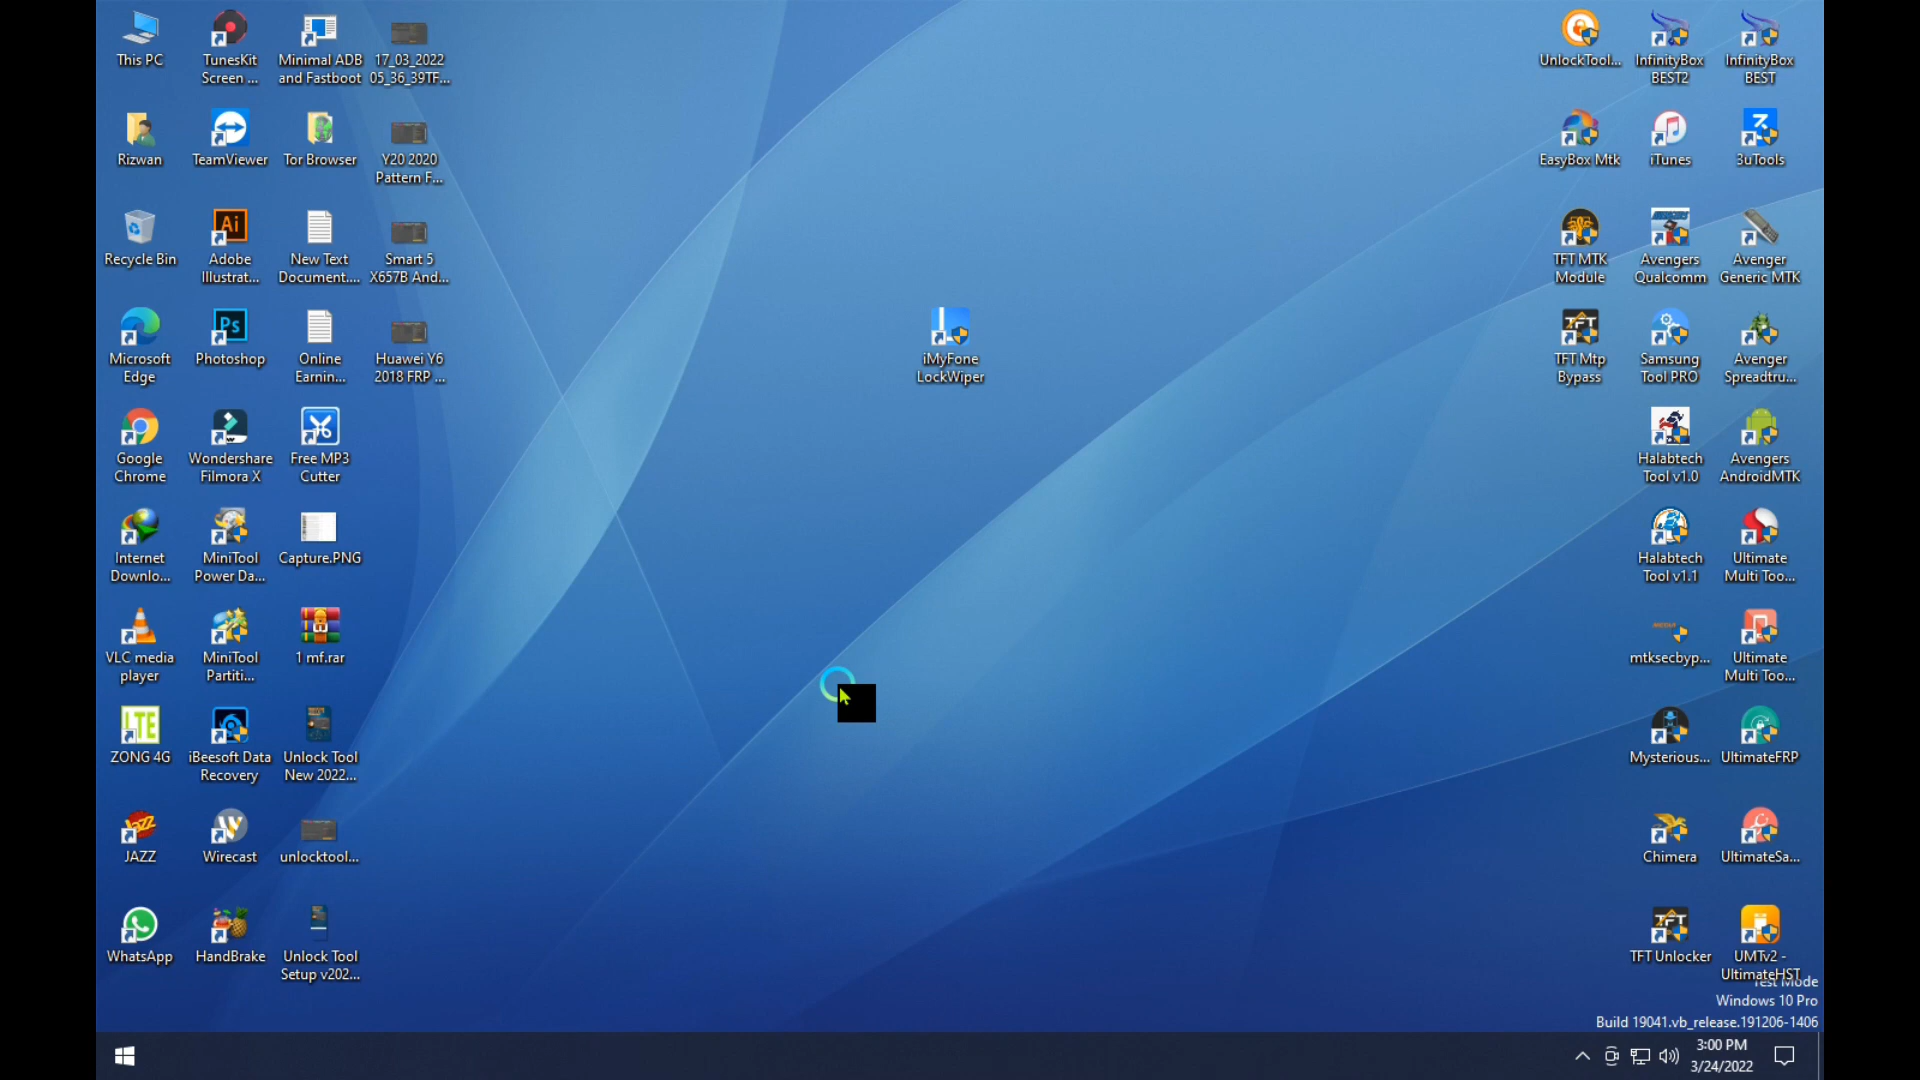 This PC
TunesKit
Screen ...
Minimal ADB
and Fastboot
17_03_2022
05_36_39TF...
Rizwan
TeamViewer
Tor Browser
Y20 2020
Pattern F...
Recycle Bin
Ai
Adobe
Illustrat...
New Text
Document....
Smart 5
X657B And...
Microsoft
Edge
Ps
Photoshop
Online
Earnin...
Huawei Y6
2018 FRP ...
Google
Chrome
Wondershare
Filmora X
Free MP3
Cutter
Internet
Downlo...
MiniTool
Power Da...
Capture.PNG
VLC media
player
MiniTool
Partiti...
1 mf.rar
LTE
ZONG 4G
iBeesoft Data
Recovery
Unlock Tool
New 2022...
JAZZ
JAZZ
W
Wirecast
unlocktool...
WhatsApp
HandBrake
Unlock Tool
Setup v202...
iMyFone
LockWiper
UnlockTool...
InfinityBox
BEST2
InfinityBox
BEST
EasyBox Mtk
iTunes
3uTools
TFT MTK
Module
Avengers
Qualcomm
Avenger
Generic MTK
TFT
TFT Mtp
Bypass
Samsung
Tool PRO
Avenger
Spreadtru...
Halabtech
Tool v1.0
Avengers
AndroidMTK
Halabtech
Tool v1.1
Ultimate
Multi Too...
mtksecbyp...
Ultimate
Multi Too...
Mysterious...
UltimateFRP
Chimera
UltimateSa...
TFT
TFT Unlocker
UMTv2 -
UltimateHST
Test Mode
Windows 10 Pro
Build 19041.vb_release.191206-1406
3:00 PM
3/24/2022